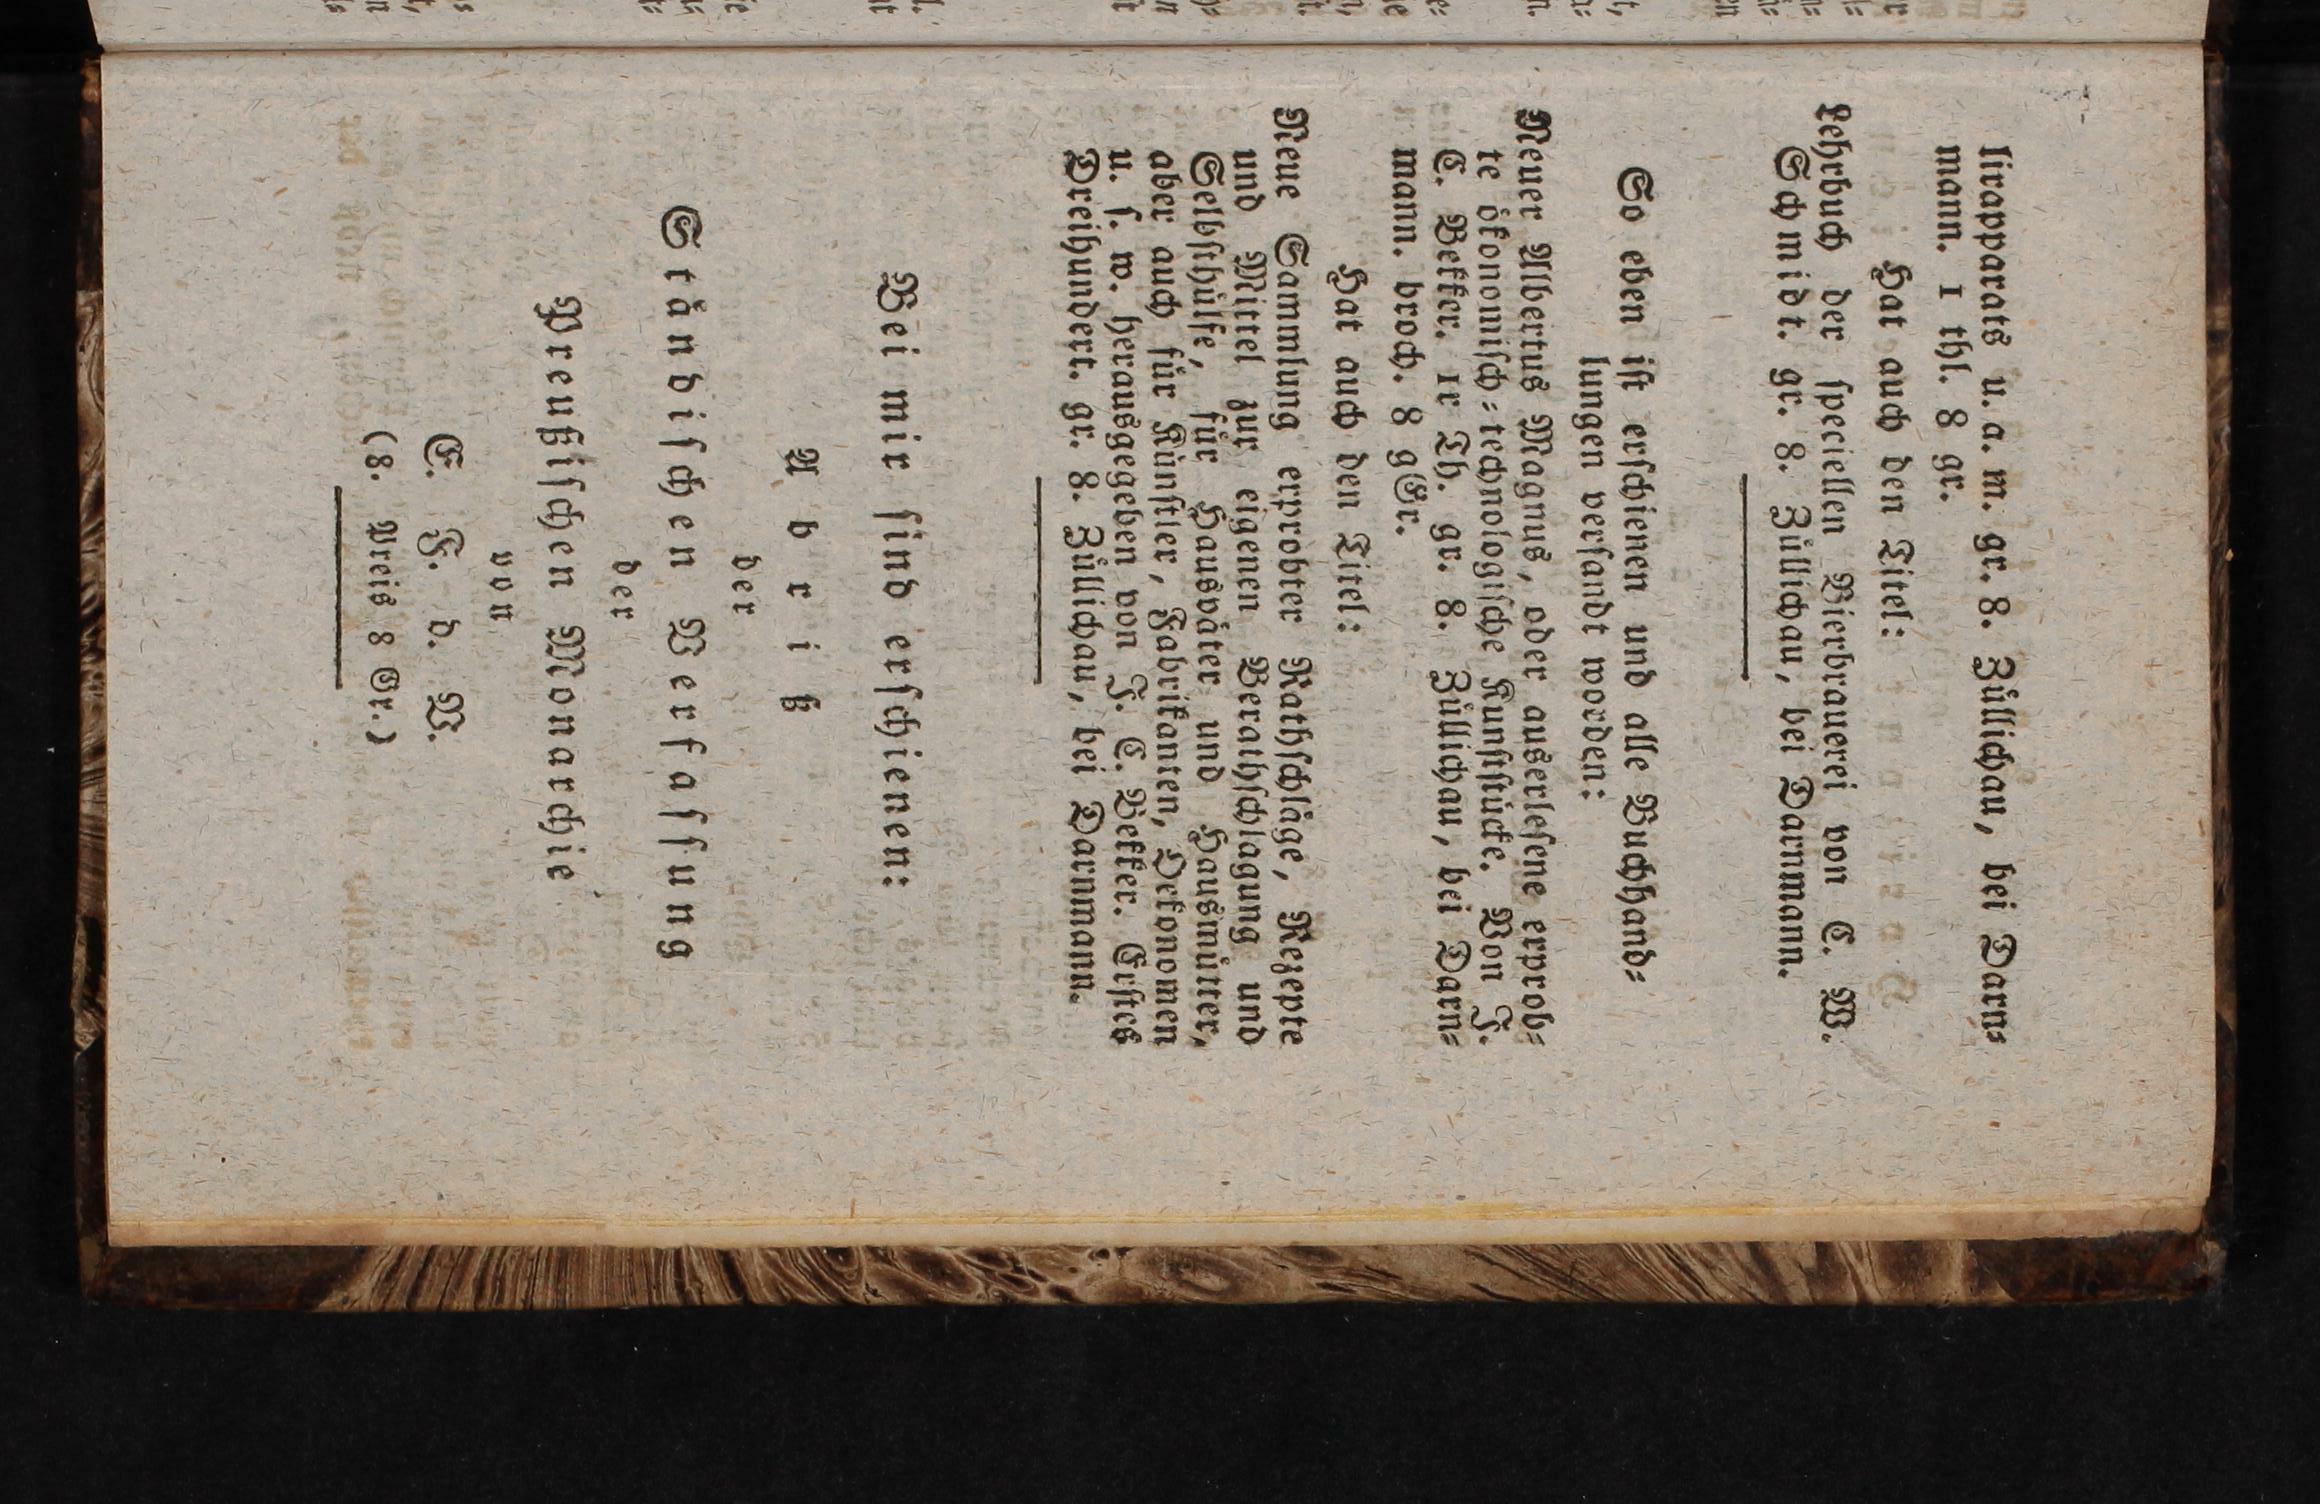 lirapparats u. a. m. gr. 8. Züllichau, bei Darn⸗
mann. 1 thl. 8 gr.
Hat auch den Titel:
Lehrbuch der speciellen Bierbrauerei von C. W.
Schmidt. gr. 8. Züllichau, bei Darnmann.
So eben ist erschienen und alle Buchhand⸗
lungen versandt worden:
Neuer Albertus Magnus, oder auserlesene erprob⸗
te ökonomisch⸗technologische Kunststücke. Von J.
C. Bekker. 1r Th. gr. 8. Züllichau, bei Darn⸗
mann. broch. 8 gGr.
Hat auch den Titel:
Neue Sammlung erprobter Rathschläge, Rezepte
und Mittel zur eigenen Berathschlagung und
Selbsthülfe, für Hausväter und Hausmütter,
aber auch für Künstler, Fabrikanten, Oekonomen
u. s. w. herausgegeben von J. C. Bekker. Erstes
Dreihundert. gr. 8. Züllichau, bei Darnmann.
Bei mir sind erschienen:
Abriß
der
Ständischen Verfassung
der
Preußischen Monarchie
von
E. F. d. V.
(8. Preis 8 Gr.)